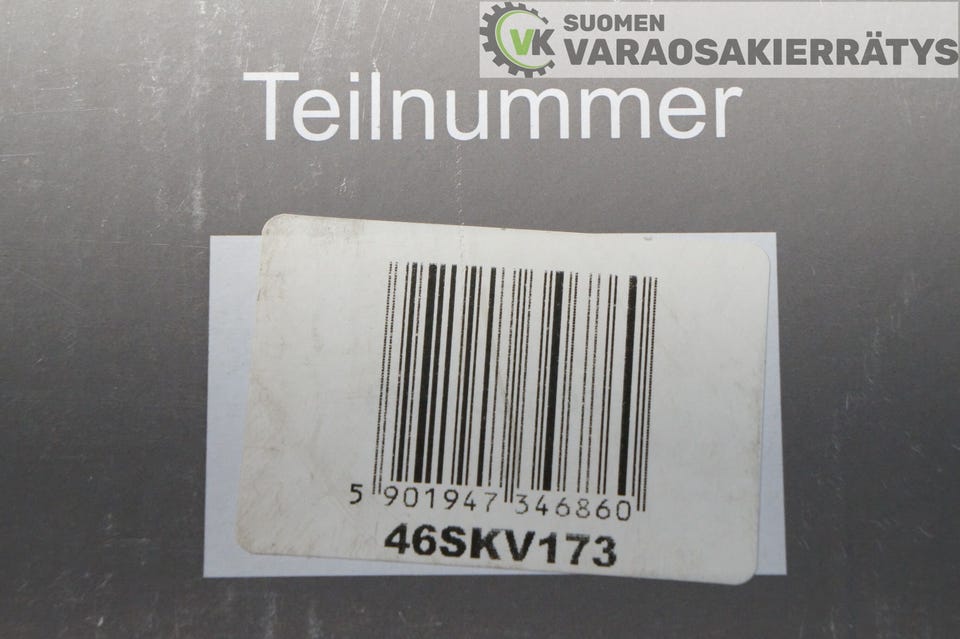 SUOMEN
VK VARAOSAKIERRÄTYS
Teilnummer
5 901947 346860
46SKV173